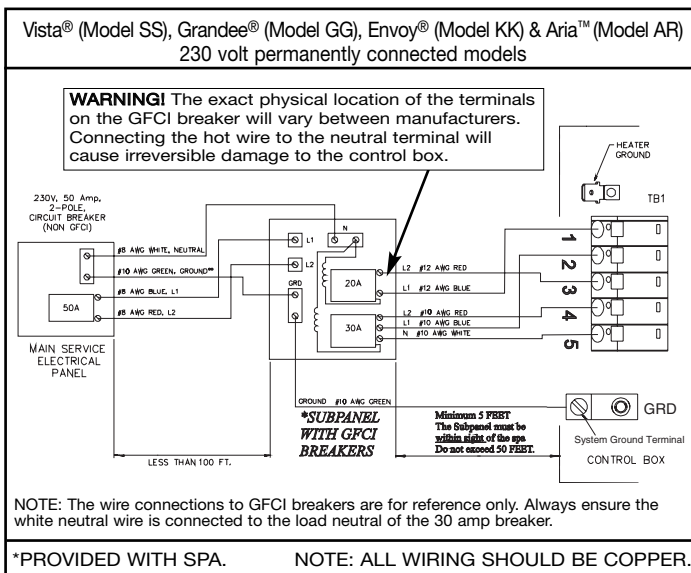 Vista® (Model SS), Grandee® (Model GG), Envoy® (Model KK) & Aria™ (Model AR)
230 volt permanently connected models
WARNING! The exact physical location of the terminals
on the GFCI breaker will vary between manufacturers.
Connecting the hot wire to the neutral terminal will
cause irreversible damage to the control box.
HEATER
GROUND
TB1
230V, 50 Amp,
2-POLE,
CIRCUIT BREAKER
(NON GFCI)
#8 AWG WHITE, NEUTRAL
#10 AWG GREEN, GROUND**
#8 AWG BLUE, L1
#8 AWG RED, L2
50A
MAIN SERVICE
ELECTRICAL
PANEL
N
L1
L2
GRD
20A
30A
L2 #12 AWG RED
L1 #12 AWG BLUE
L2 #10 AWG RED
L1 #10 AWG BLUE
N #10 AWG WHITE
1
2
3
4
5
GROUND #10 AWG GREEN
*SUBPANEL
WITH GFCI
BREAKERS
Minimum 5 FEET
The Subpanel must be
within sight of the spa
Do not exceed 50 FEET.
LESS THAN 100 FT.
GRD
System Ground Terminal
CONTROL BOX
NOTE: The wire connections to GFCI breakers are for reference only. Always ensure the
white neutral wire is connected to the load neutral of the 30 amp breaker.
*PROVIDED WITH SPA. NOTE: ALL WIRING SHOULD BE COPPER.